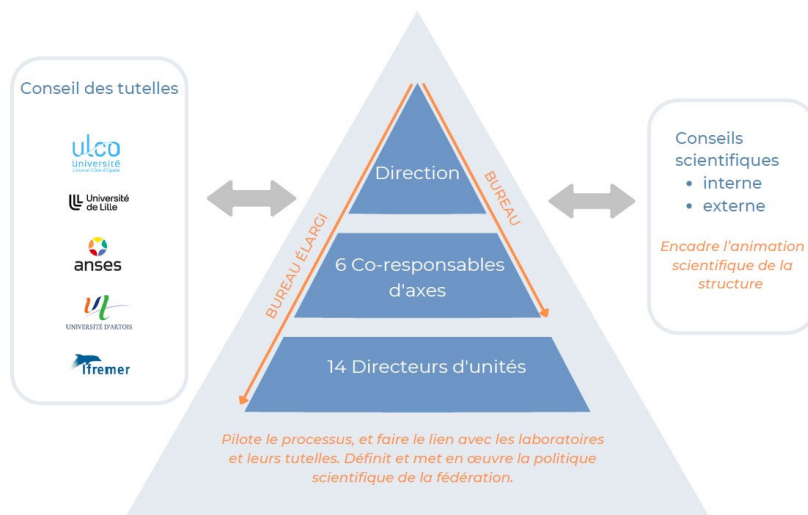 Conseil des tutelles
ulco
Université
Littoral Côte d'Opale
Université
de Lille
anses
UNIVERSITÉ D'ARTOIS
Ifremer
BUREAU ÉLARGI
BUREAU
Direction
6 Co-responsables
d'axes
14 Directeurs d'unités
Pilote le processus, et faire le lien avec les laboratoires
et leurs tutelles. Définit et met en œuvre la politique
scientifique de la fédération.
Conseils
scientifiques
• interne
• externe
Encadre l'animation
scientifique de la
structure